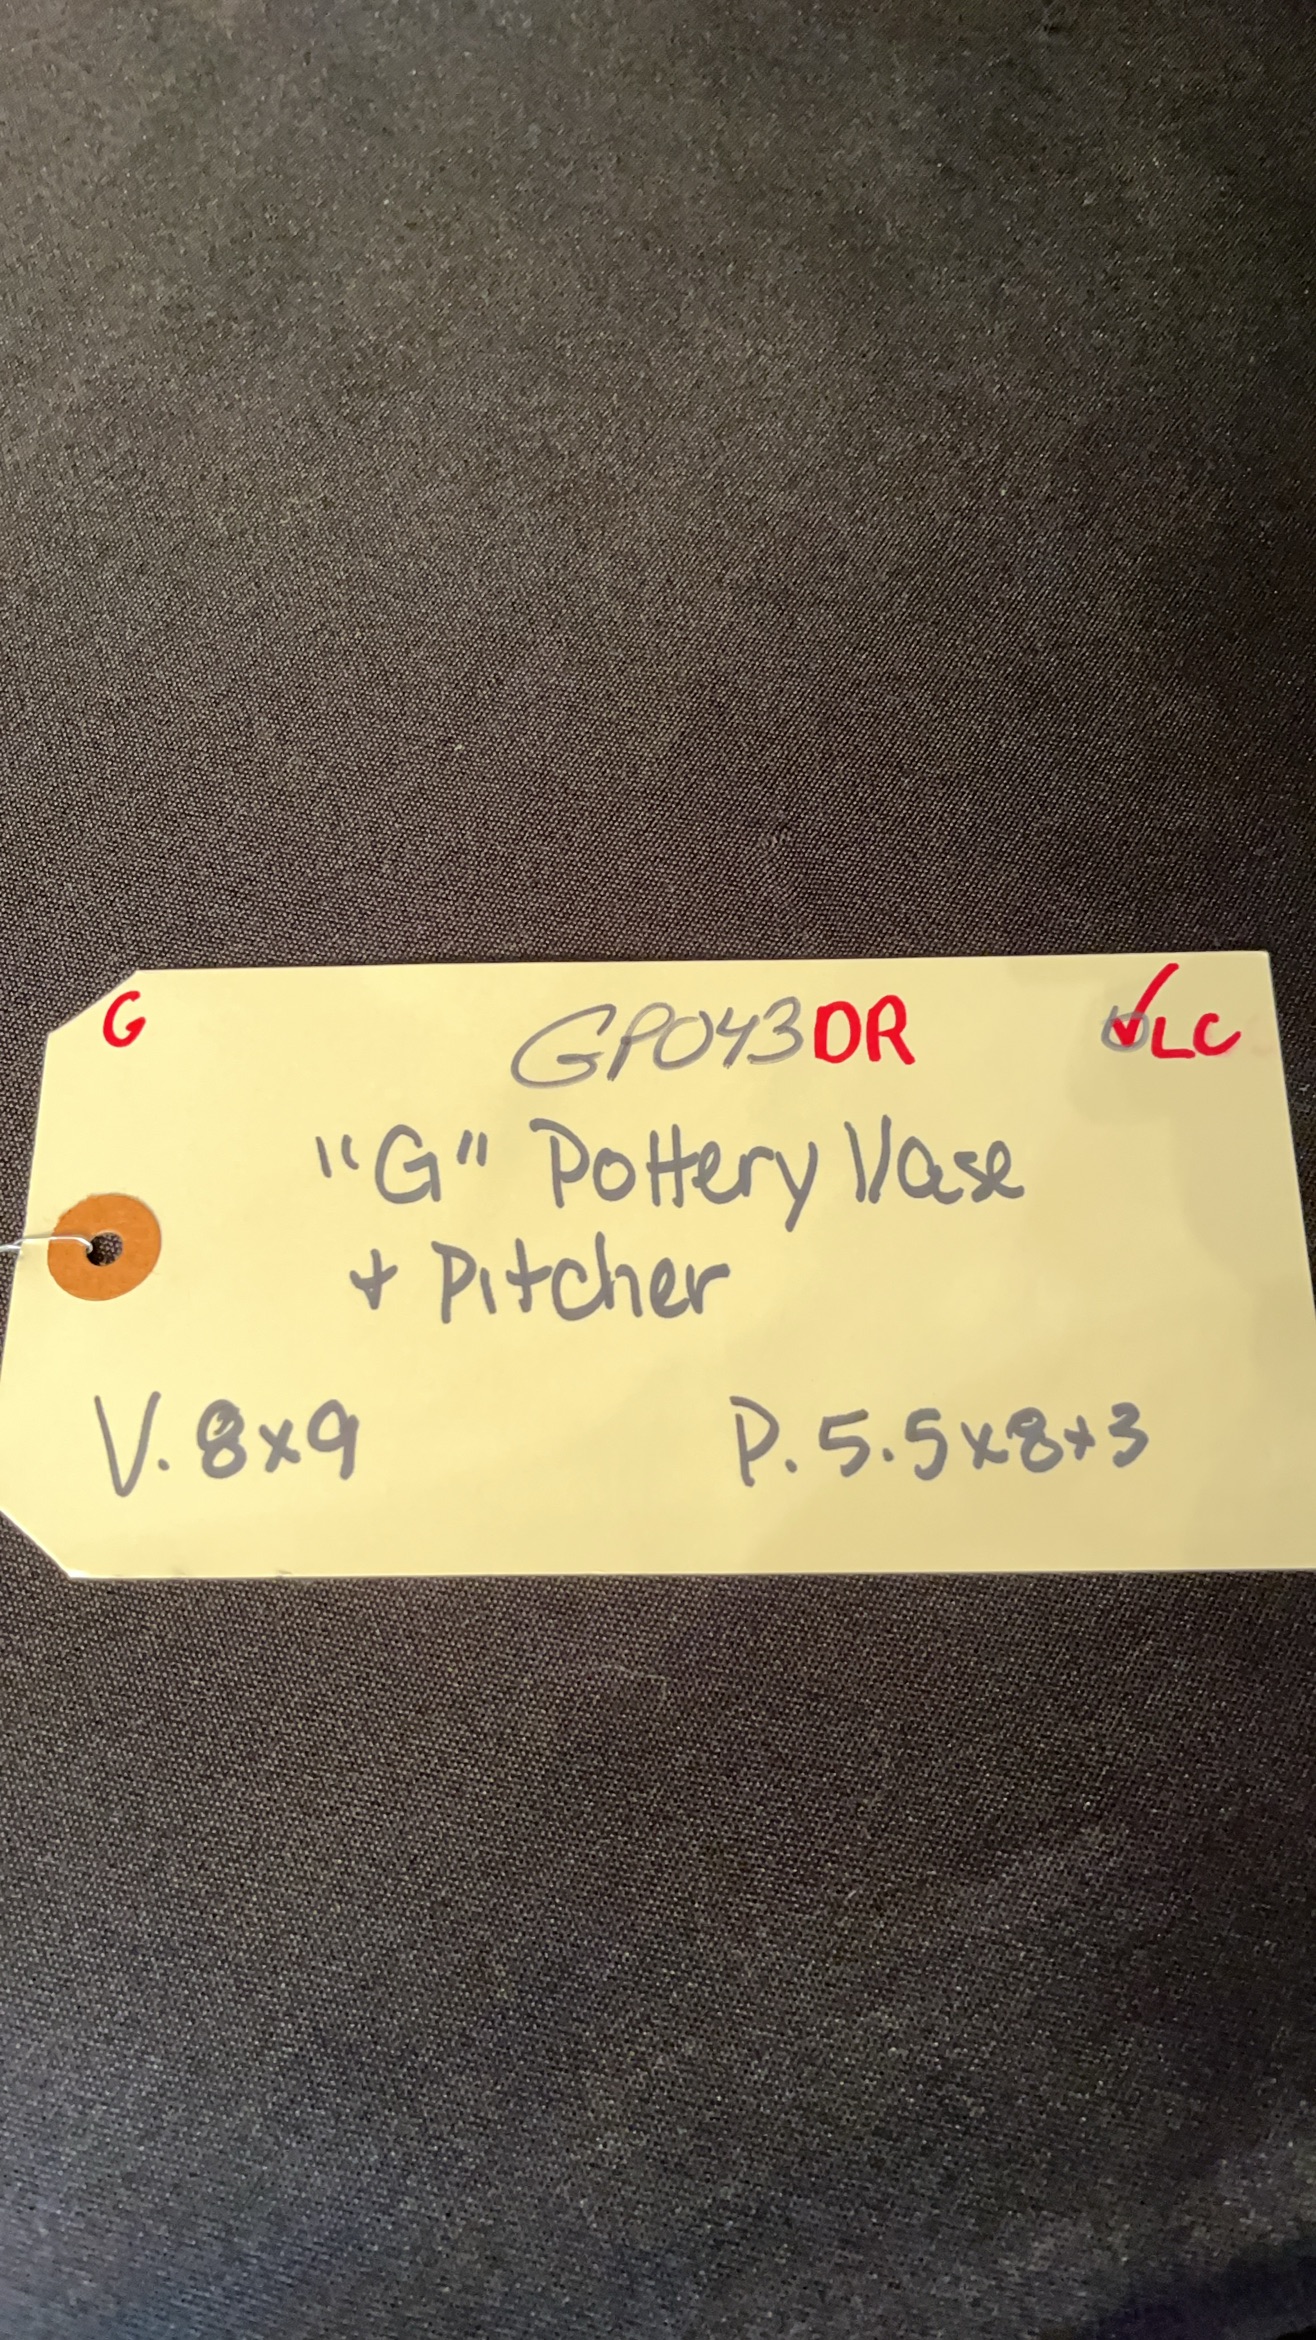 G GP043DR ✓LC
"G" Pottery Vase
+ Pitcher
V. 8x9 P. 5.5x8x3